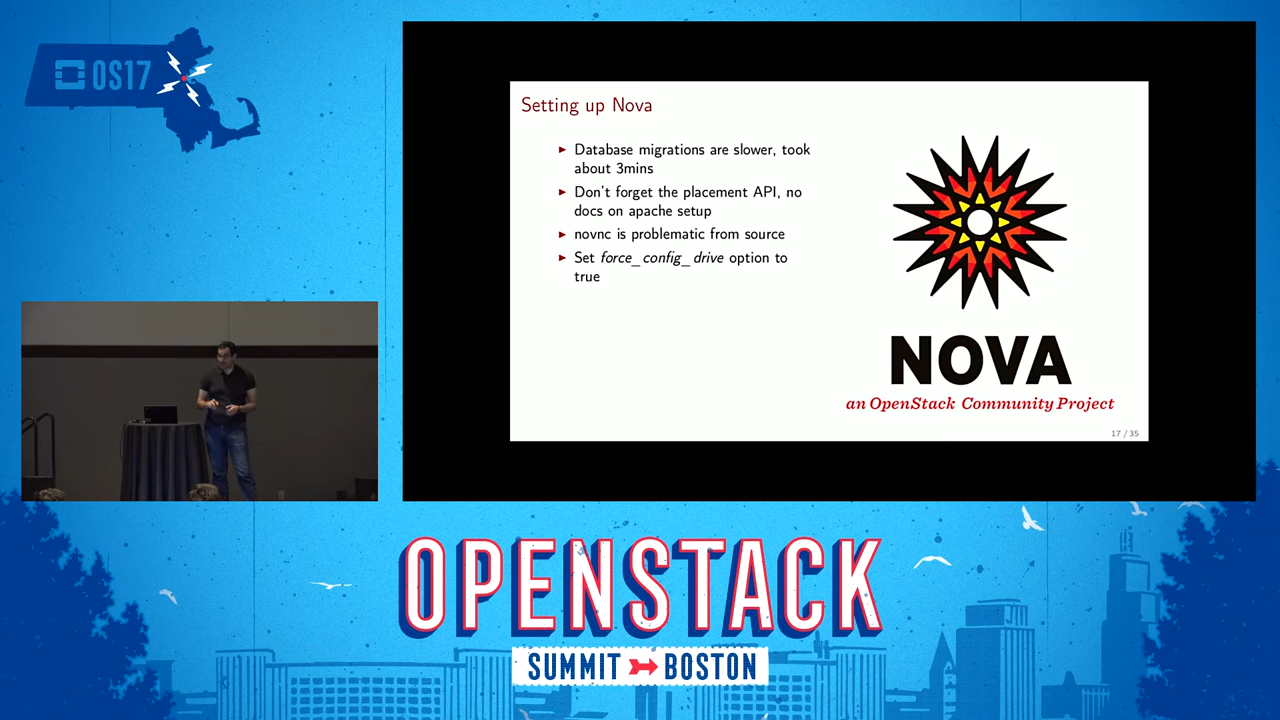 OS17
Setting up Nova
► Database migrations are slower, took
about 3mins
► Don't forget the placement API, no
docs on apache setup
► novnc is problematic from source
► Set force_config_drive option to
true
NOVA
an OpenStack Community Project
17 / 35
OPENSTACK
SUMMIT BOSTON